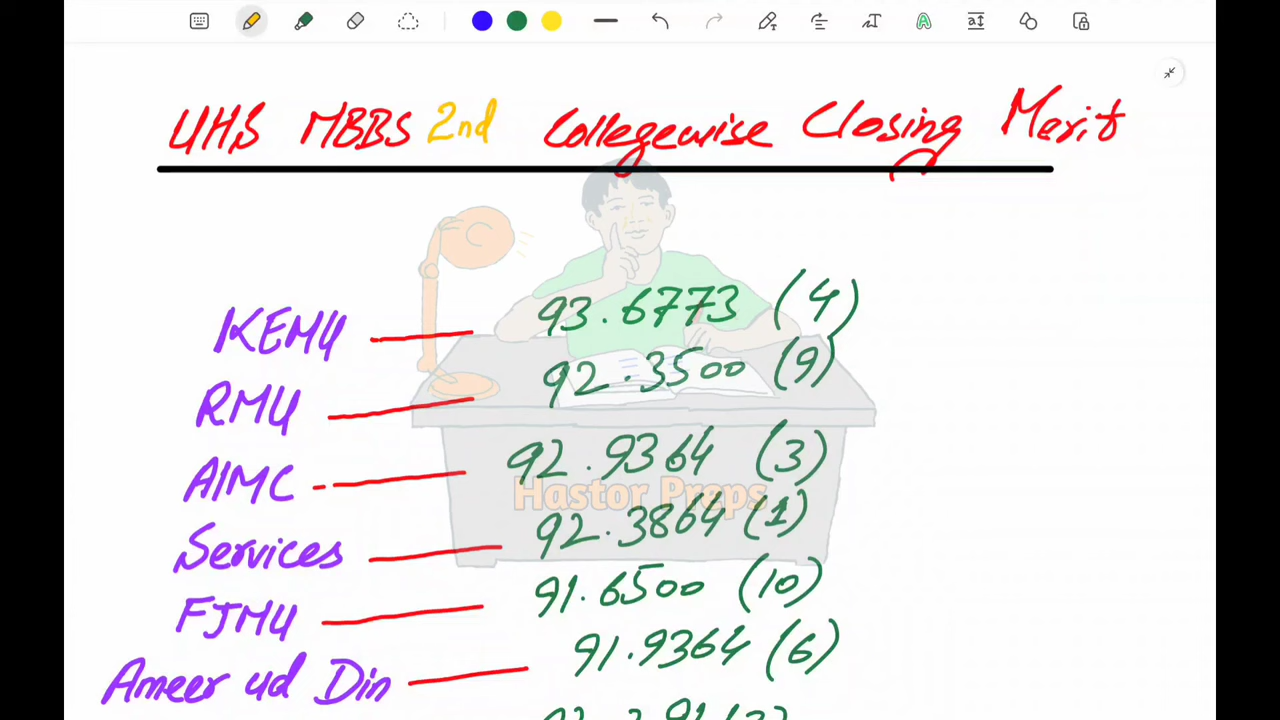 UHS MBBS 2nd Collegewise Closing Merit
KEMU — 93.6773 (4)
RMU — 92.3500 (9)
AIMC — 92.9364 (3)
Hastor Preps
Services — 92.3864 (1)
FJMU — 91.6500 (10)
Ameer ud Din — 91.9364 (6)